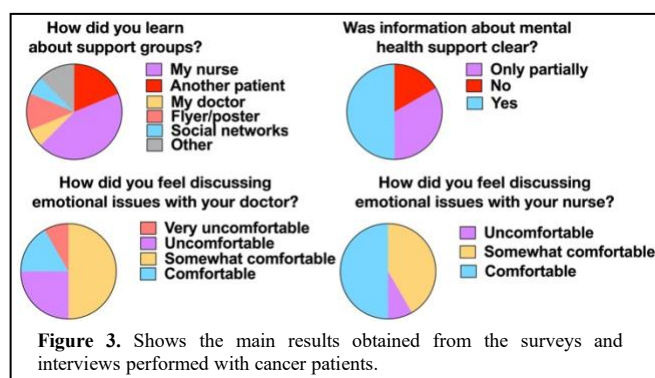 How did you learn
about support groups?
My nurse
Another patient
My doctor
Flyer/poster
Social networks
Other
Was information about mental
health support clear?
Only partially
No
Yes
How did you feel discussing
emotional issues with your doctor?
Very uncomfortable
Uncomfortable
Somewhat comfortable
Comfortable
How did you feel discussing
emotional issues with your nurse?
Uncomfortable
Somewhat comfortable
Comfortable
Figure 3. Shows the main results obtained from the surveys and
interviews performed with cancer patients.